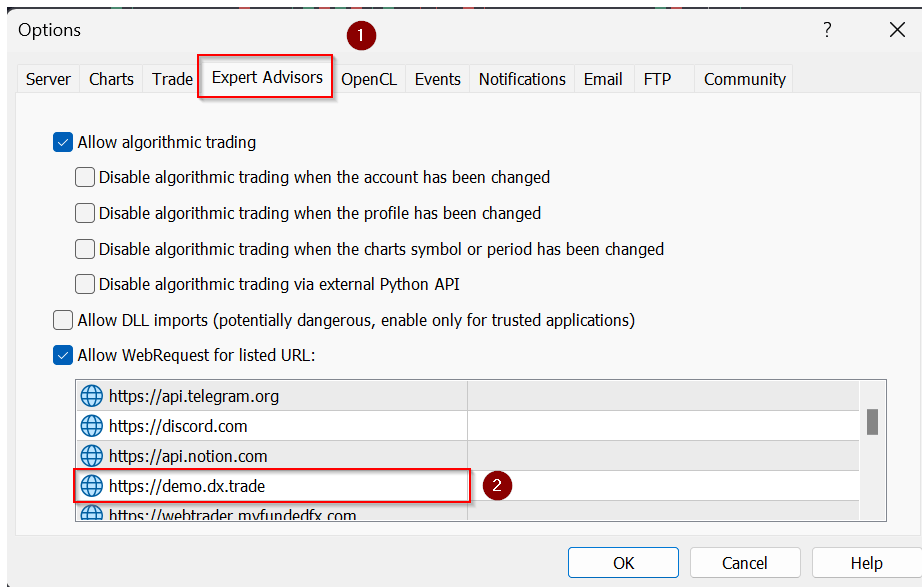 Options
1
Server Charts Trade Expert Advisors OpenCL Events Notifications Email FTP Community
Allow algorithmic trading
Disable algorithmic trading when the account has been changed
Disable algorithmic trading when the profile has been changed
Disable algorithmic trading when the charts symbol or period has been changed
Disable algorithmic trading via external Python API
Allow DLL imports (potentially dangerous, enable only for trusted applications)
Allow WebRequest for listed URL:
https://api.telegram.org
https://discord.com
https://api.notion.com
https://demo.dx.trade 2
https://webtrader.myfundedfx.com
OK Cancel Help